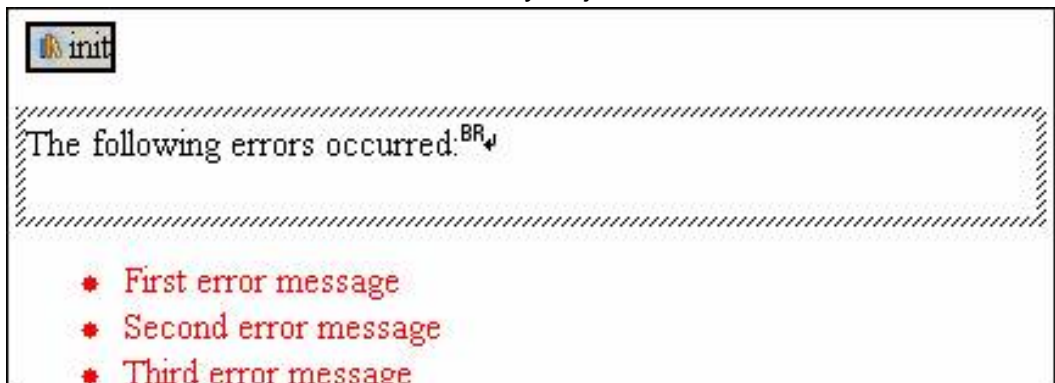 init
The following errors occurred:BR↲
First error message
Second error message
Third error message